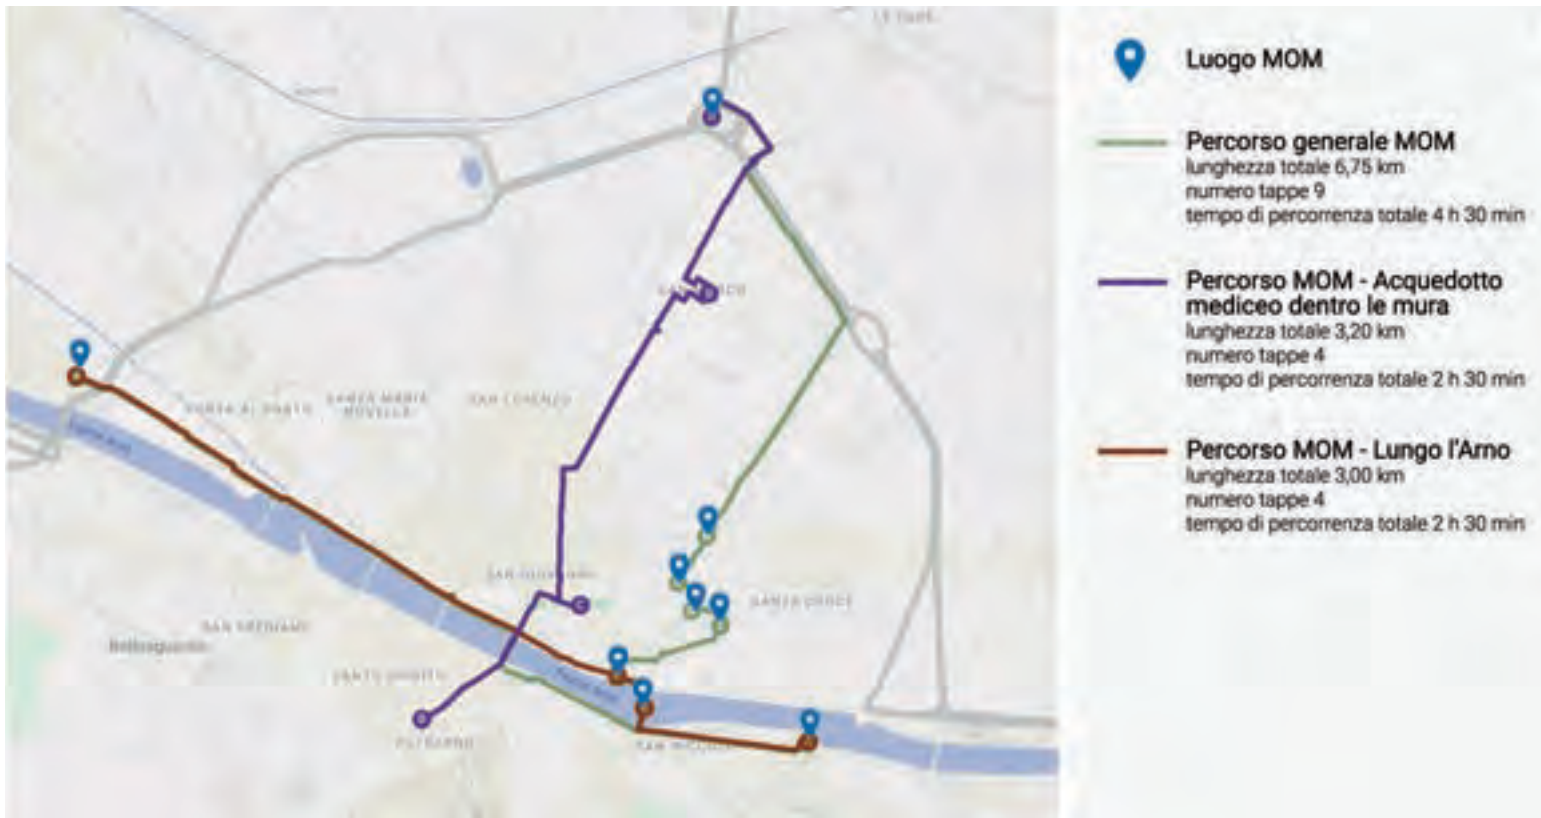 Luogo MOM
Percorso generale MOM
lunghezza totale 6,75 km
numero tappe 9
tempo di percorrenza totale 4 h 30 min
Percorso MOM - Acquedotto
mediceo dentro le mura
lunghezza totale 3,20 km
numero tappe 4
tempo di percorrenza totale 2 h 30 min
Percorso MOM - Lungo l'Arno
lunghezza totale 3,00 km
numero tappe 4
tempo di percorrenza totale 2 h 30 min
PORTA AL PRATO
SANTA MARIA
NOVELLA
SAN LORENZO
SANTA CROCE
SAN FREDIANO
Bellosguardo
SANTO SPIRITO
SAN NICCOLÒ